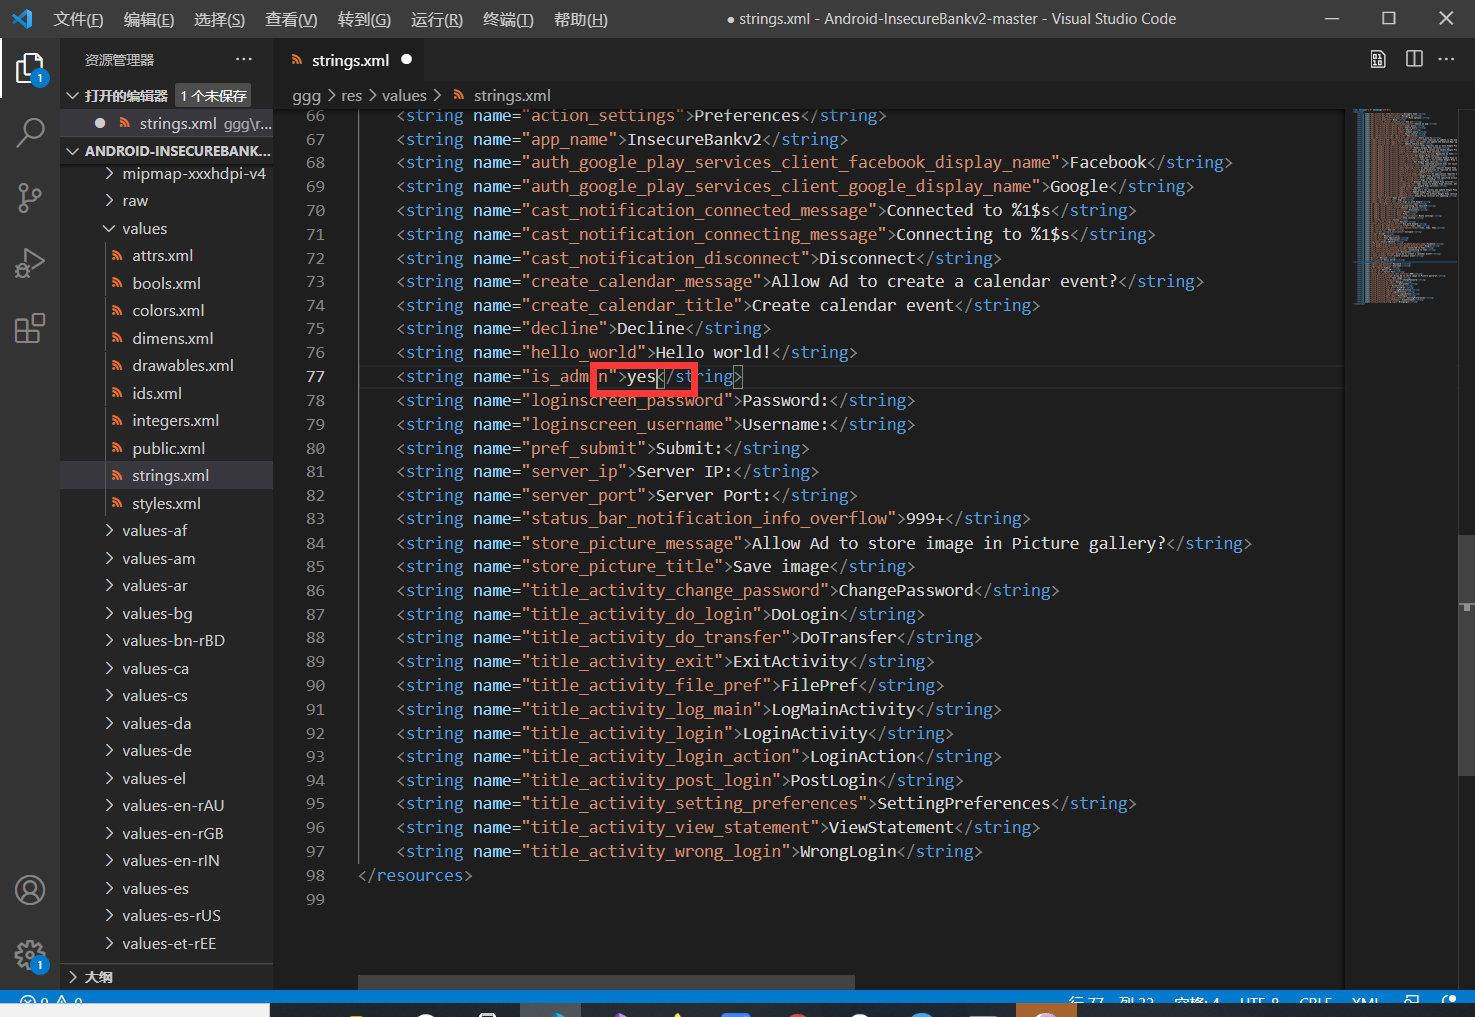 文件(F) 编辑(E) 选择(S) 查看(V) 转到(G) 运行(R) 终端(T) 帮助(H) ● strings.xml - Android-InsecureBankv2-master - Visual Studio Code
资源管理器
strings.xml
打开的编辑器 1 个未保存
strings.xml ggg\r...
ANDROID-INSECUREBANK...
mipmap-xxxhdpi-v4
raw
values
attrs.xml
bools.xml
colors.xml
dimens.xml
drawables.xml
ids.xml
integers.xml
public.xml
strings.xml
styles.xml
values-af
values-am
values-ar
values-bg
values-bn-rBD
values-ca
values-cs
values-da
values-de
values-el
values-en-rAU
values-en-rGB
values-en-rIN
values-es
values-es-rUS
values-et-rEE
大纲
1
1
ggg > res > values > strings.xml
66 <string name="action_settings">Preferences</string>
67 <string name="app_name">InsecureBankv2</string>
68 <string name="auth_google_play_services_client_facebook_display_name">Facebook</string>
69 <string name="auth_google_play_services_client_google_display_name">Google</string>
70 <string name="cast_notification_connected_message">Connected to %1$s</string>
71 <string name="cast_notification_connecting_message">Connecting to %1$s</string>
72 <string name="cast_notification_disconnect">Disconnect</string>
73 <string name="create_calendar_message">Allow Ad to create a calendar event?</string>
74 <string name="create_calendar_title">Create calendar event</string>
75 <string name="decline">Decline</string>
76 <string name="hello_world">Hello world!</string>
77 <string name="is_admin">yes</string>
78 <string name="loginscreen_password">Password:</string>
79 <string name="loginscreen_username">Username:</string>
80 <string name="pref_submit">Submit:</string>
81 <string name="server_ip">Server IP:</string>
82 <string name="server_port">Server Port:</string>
83 <string name="status_bar_notification_info_overflow">999+</string>
84 <string name="store_picture_message">Allow Ad to store image in Picture gallery?</string>
85 <string name="store_picture_title">Save image</string>
86 <string name="title_activity_change_password">ChangePassword</string>
87 <string name="title_activity_do_login">DoLogin</string>
88 <string name="title_activity_do_transfer">DoTransfer</string>
89 <string name="title_activity_exit">ExitActivity</string>
90 <string name="title_activity_file_pref">FilePref</string>
91 <string name="title_activity_log_main">LogMainActivity</string>
92 <string name="title_activity_login">LoginActivity</string>
93 <string name="title_activity_login_action">LoginAction</string>
94 <string name="title_activity_post_login">PostLogin</string>
95 <string name="title_activity_setting_preferences">SettingPreferences</string>
96 <string name="title_activity_view_statement">ViewStatement</string>
97 <string name="title_activity_wrong_login">WrongLogin</string>
98 </resources>
99
0 0 行 77, 列 32 空格: 4 UTF-8 CRLF XML